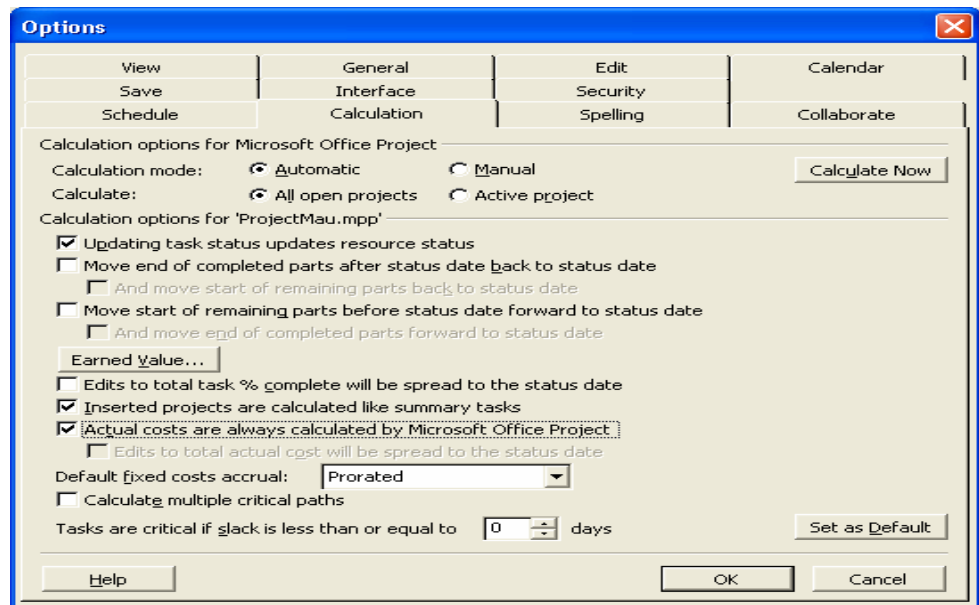 Options
View General Edit Calendar
Save Interface Security
Schedule Calculation Spelling Collaborate
Calculation options for Microsoft Office Project
Calculation mode: Automatic Manual Calculate Now
Calculate: All open projects Active project
Calculation options for 'ProjectMau.mpp'
Updating task status updates resource status
Move end of completed parts after status date back to status date
And move start of remaining parts back to status date
Move start of remaining parts before status date forward to status date
And move end of completed parts forward to status date
Earned Value...
Edits to total task % complete will be spread to the status date
Inserted projects are calculated like summary tasks
Actual costs are always calculated by Microsoft Office Project
Edits to total actual cost will be spread to the status date
Default fixed costs accrual: Prorated
Calculate multiple critical paths
Tasks are critical if slack is less than or equal to 0 days Set as Default
Help OK Cancel